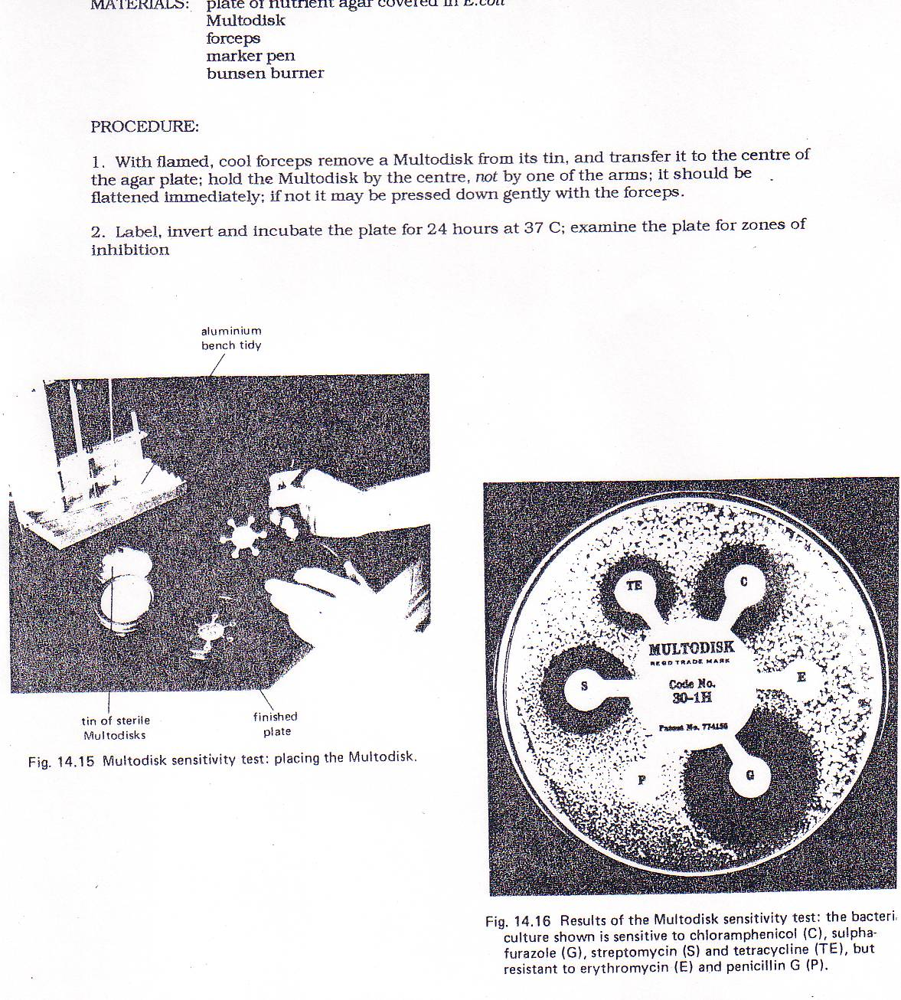 MATERIALS: plate of nutrient agar covered in E.coli
Multodisk
forceps
marker pen
bunsen burner
PROCEDURE:
1. With flamed, cool forceps remove a Multodisk from its tin, and transfer it to the centre of
the agar plate; hold the Multodisk by the centre, not by one of the arms; it should be
flattened immediately; if not it may be pressed down gently with the forceps.
2. Label, invert and incubate the plate for 24 hours at 37 C; examine the plate for zones of
inhibition
aluminium
bench tidy
tin of sterile
Multodisks
finished
plate
Fig. 14.15 Multodisk sensitivity test: placing the Multodisk.
TE
C
S
E
P
G
MULTODISK
REGD TRADE MARK
Code No.
30-1H
Patent No. 774156
Fig. 14.16 Results of the Multodisk sensitivity test: the bacteri
culture shown is sensitive to chloramphenicol (C), sulpha-
furazole (G), streptomycin (S) and tetracycline (TE), but
resistant to erythromycin (E) and penicillin G (P).